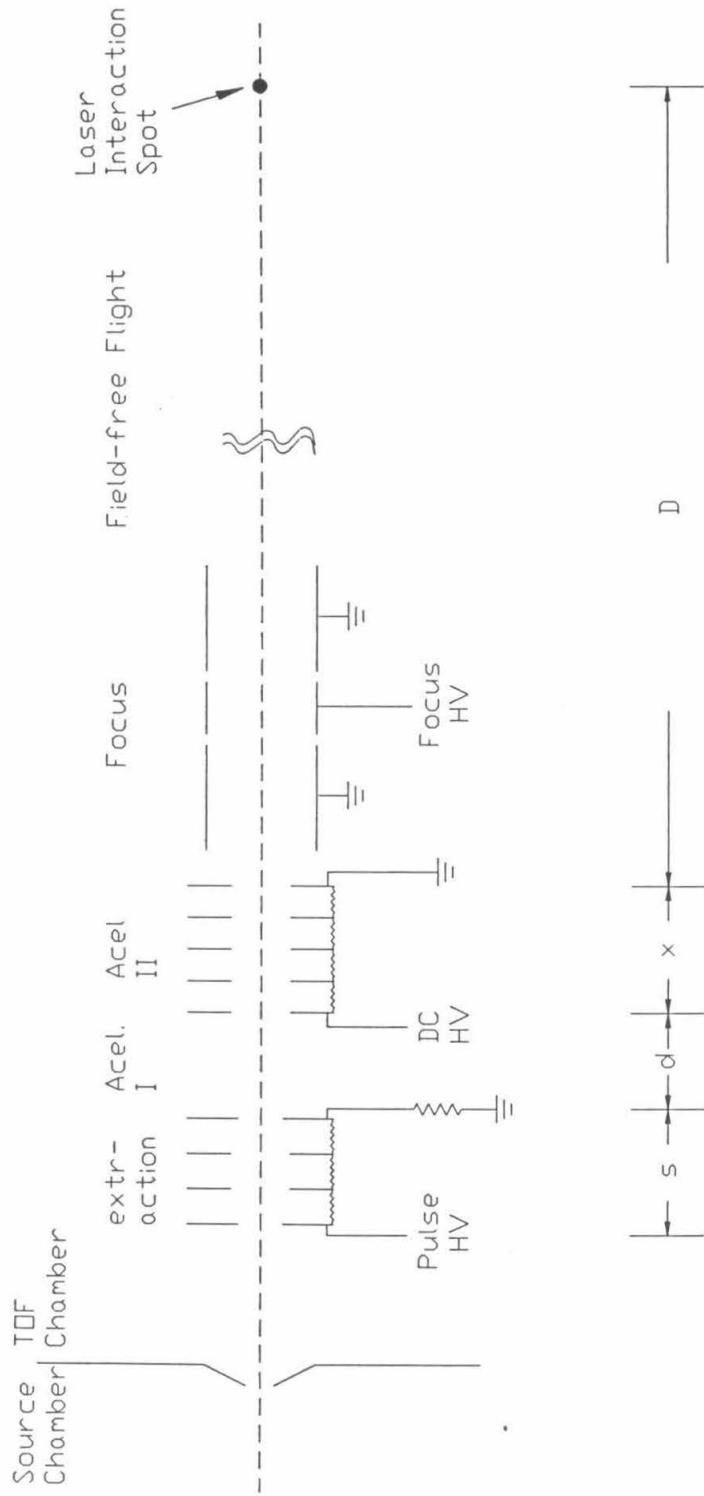 Source
Chamber
TOF
Chamber
extr-
action
Acel.
I
Acel
II
Focus
Field-free Flight
Laser
Interaction
Spot
Pulse
HV
DC
HV
Focus
HV
s
d
x
D